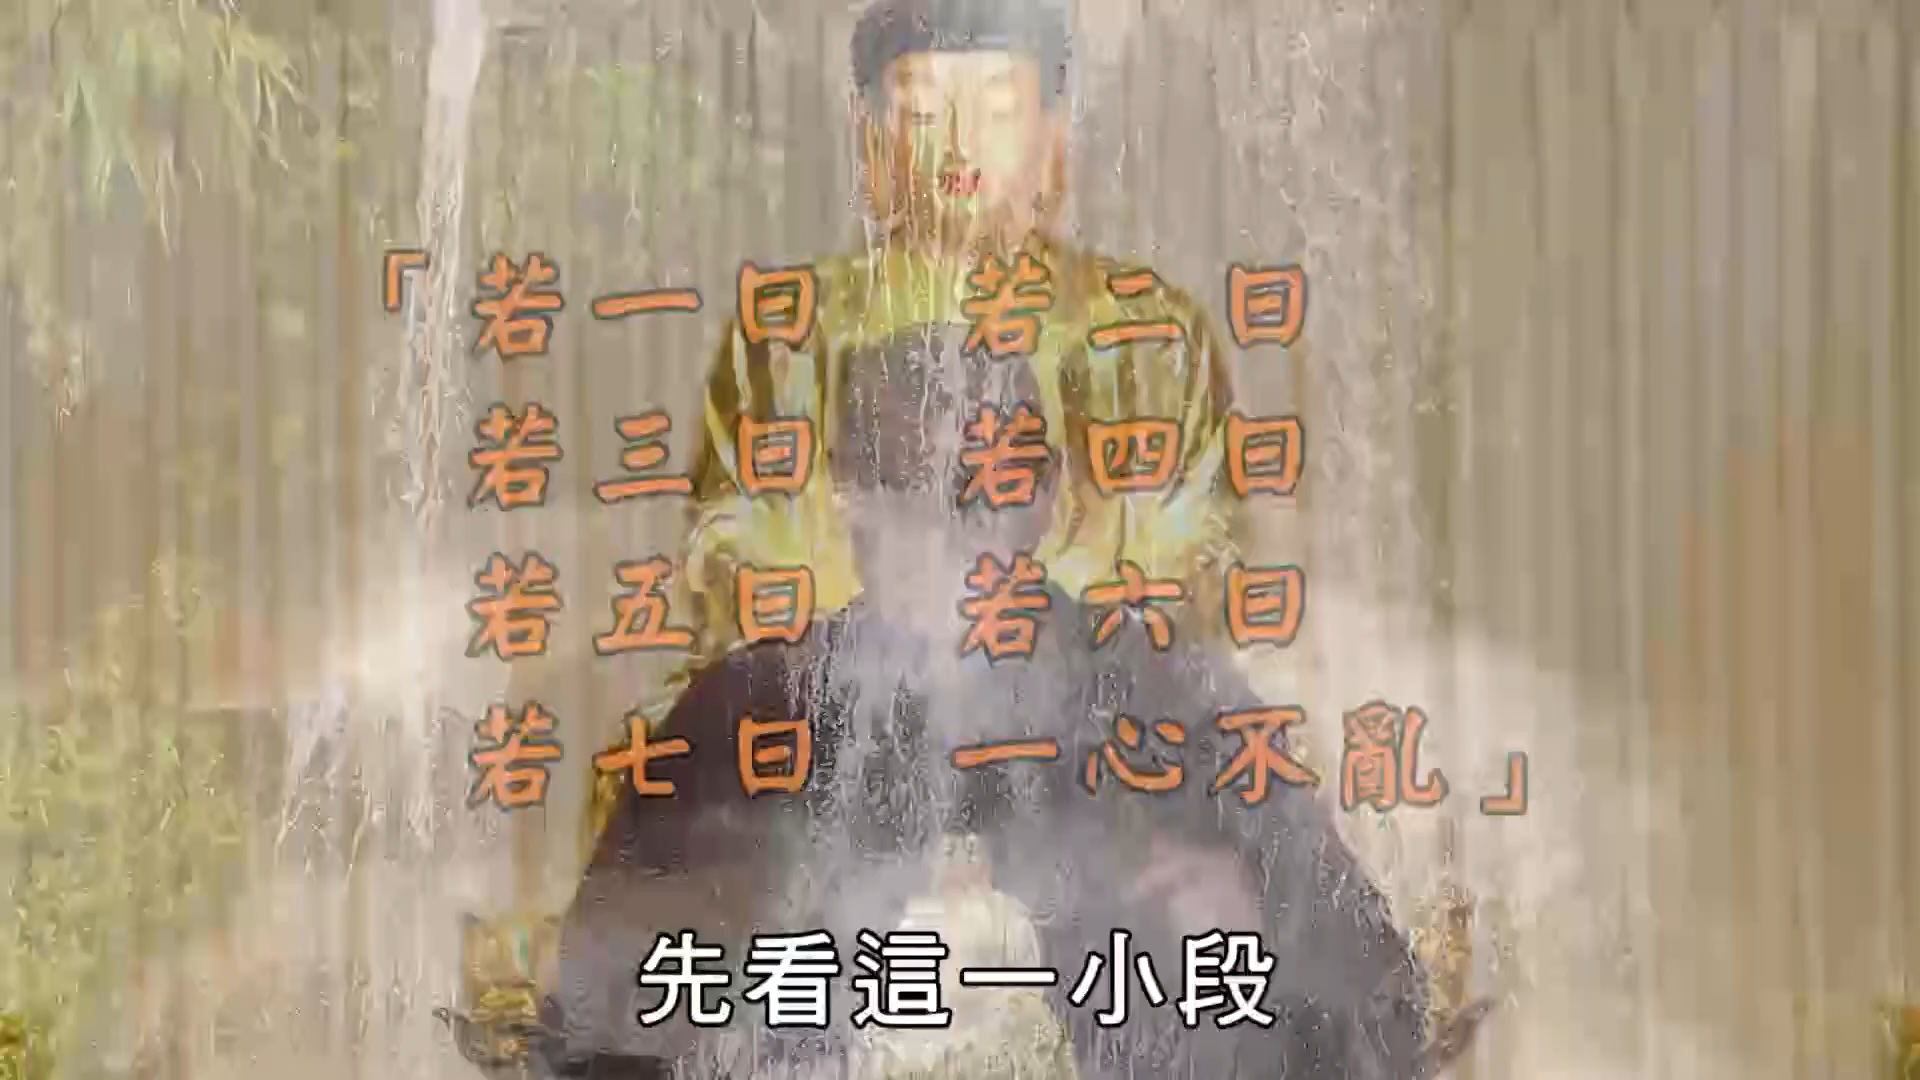 「若一日 若二日
若三日 若四日
若五日 若六日
若七日 一心不亂」
先看這一小段